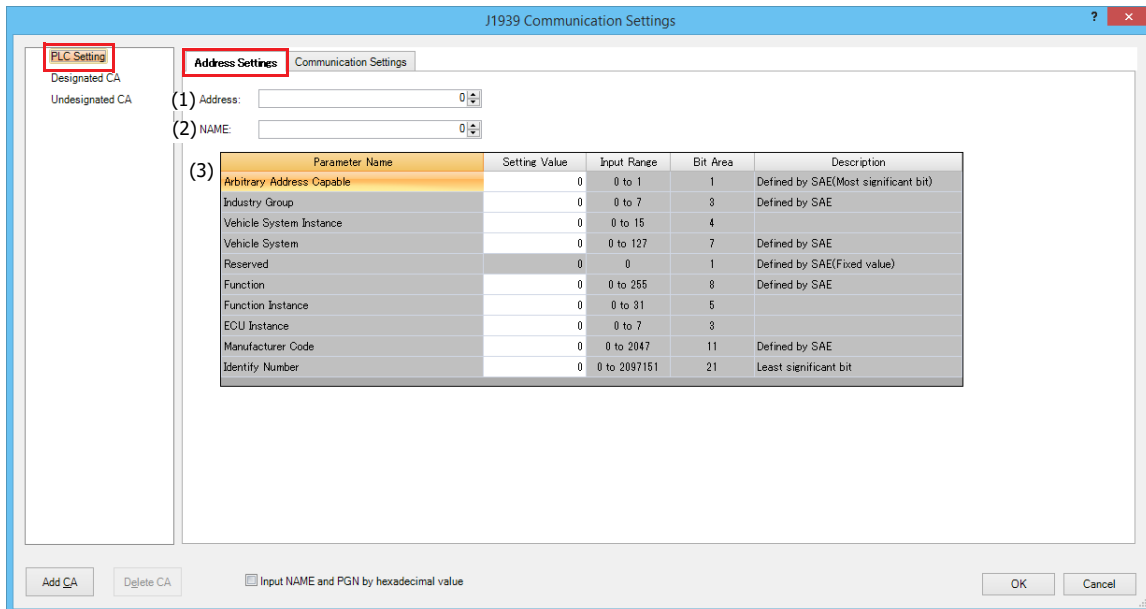 J1939 Communication Settings
? ×
PLC Setting
Designated CA
Undesignated CA
Address Settings Communication Settings
(1) Address: 0
(2) NAME: 0
(3)
Parameter Name Setting Value Input Range Bit Area Description
Arbitrary Address Capable 0 0 to 1 1 Defined by SAE(Most significant bit)
Industry Group 0 0 to 7 3 Defined by SAE
Vehicle System Instance 0 0 to 15 4
Vehicle System 0 0 to 127 7 Defined by SAE
Reserved 0 0 1 Defined by SAE(Fixed value)
Function 0 0 to 255 8 Defined by SAE
Function Instance 0 0 to 31 5
ECU Instance 0 0 to 7 3
Manufacturer Code 0 0 to 2047 11 Defined by SAE
Identify Number 0 0 to 2097151 21 Least significant bit
Add CA Delete CA Input NAME and PGN by hexadecimal value OK Cancel